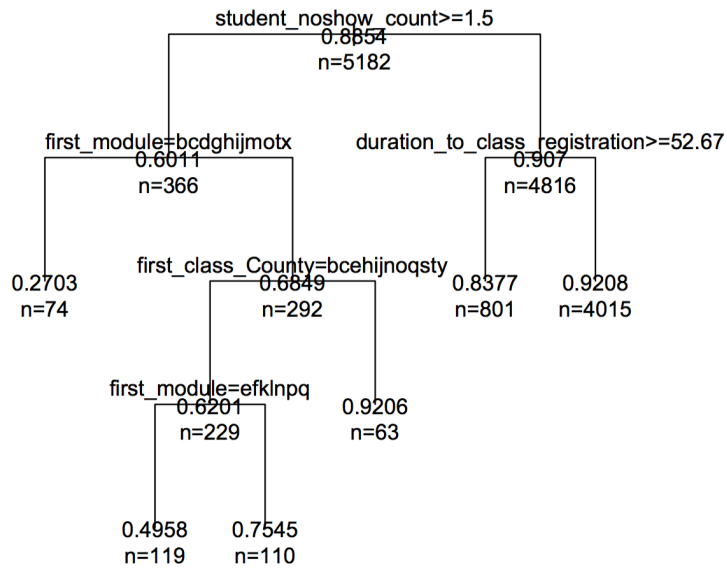 student_noshow_count>=1.5
0.8854
n=5182
first_module=bcdghijmotx
0.6011
n=366
duration_to_class_registration>=52.67
0.907
n=4816
0.2703
n=74
first_class_County=bcehijnoqsty
0.6849
n=292
0.8377
n=801
0.9208
n=4015
first_module=efklnpq
0.6201
n=229
0.9206
n=63
0.4958
n=119
0.7545
n=110